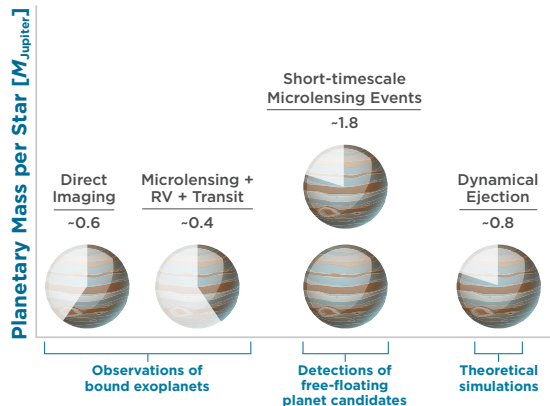 Planetary Mass per Star [M_Jupiter]
Short-timescale
Microlensing Events
~1.8
Direct
Imaging
~0.6
Microlensing +
RV + Transit
~0.4
Dynamical
Ejection
~0.8
Observations of
bound exoplanets
Detections of
free-floating
planet candidates
Theoretical
simulations